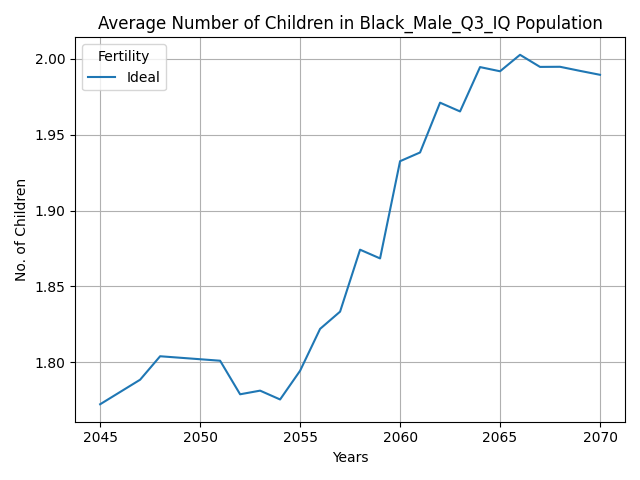 Average Number of Children in Black_Male_Q3_IQ Population
Fertility
Ideal
2.00
1.95
1.90
1.85
1.80
No. of Children
2045 2050 2055 2060 2065 2070
Years